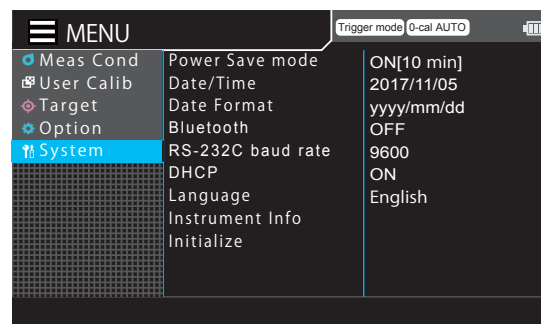 MENU
Trigger mode 0-cal AUTO
Meas Cond
User Calib
Target
Option
System
Power Save mode ON[10 min]
Date/Time 2017/11/05
Date Format yyyy/mm/dd
Bluetooth OFF
RS-232C baud rate 9600
DHCP ON
Language English
Instrument Info
Initialize